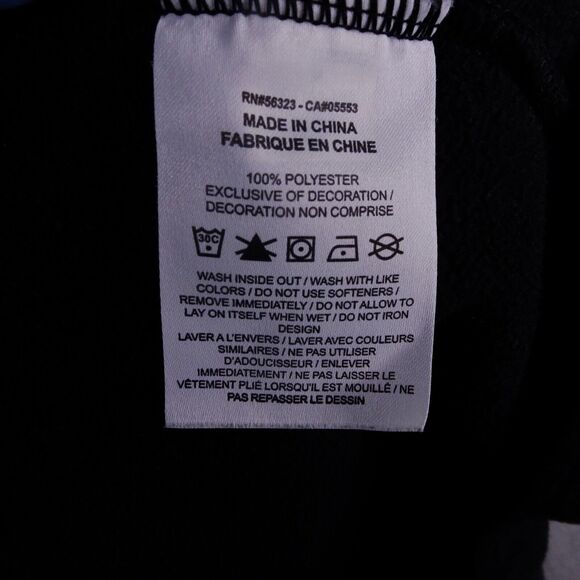 RN#56323 - CA#05553
MADE IN CHINA
FABRIQUE EN CHINE
100% POLYESTER
EXCLUSIVE OF DECORATION /
DECORATION NON COMPRISE
30C
WASH INSIDE OUT / WASH WITH LIKE
COLORS / DO NOT USE SOFTENERS /
REMOVE IMMEDIATELY / DO NOT ALLOW TO
LAY ON ITSELF WHEN WET / DO NOT IRON
DESIGN
LAVER A L'ENVERS / LAVER AVEC COULEURS
SIMILAIRES / NE PAS UTILISER
D'ADOUCISSEUR / ENLEVER
IMMEDIATEMENT / NE PAS LAISSER LE
VÊTEMENT PLIÉ LORSQU'IL EST MOUILLÉ / NE
PAS REPASSER LE DESSIN